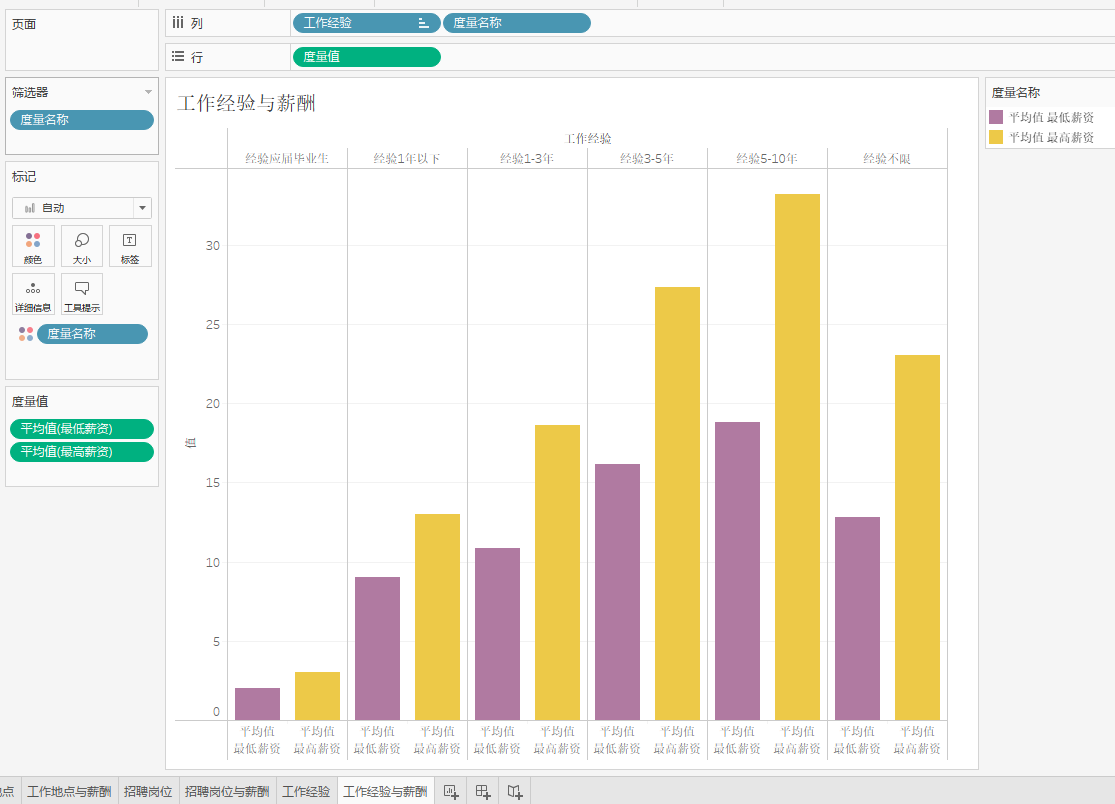 页面
列
工作经验
度量名称
行
度量值
筛选器
度量名称
标记
自动
颜色
大小
标签
详细信息
工具提示
度量名称
度量值
平均值(最低薪资)
平均值(最高薪资)
工作经验与薪酬
工作经验
经验应届毕业生 经验1年以下 经验1-3年 经验3-5年 经验5-10年 经验不限
30
25
20
15
10
5
0
值
平均值 平均值 平均值 平均值 平均值 平均值 平均值 平均值 平均值 平均值 平均值 平均值
最低薪资 最高薪资 最低薪资 最高薪资 最低薪资 最高薪资 最低薪资 最高薪资 最低薪资 最高薪资 最低薪资 最高薪资
度量名称
平均值 最低薪资
平均值 最高薪资
点 工作地点与薪酬 招聘岗位 招聘岗位与薪酬 工作经验 工作经验与薪酬